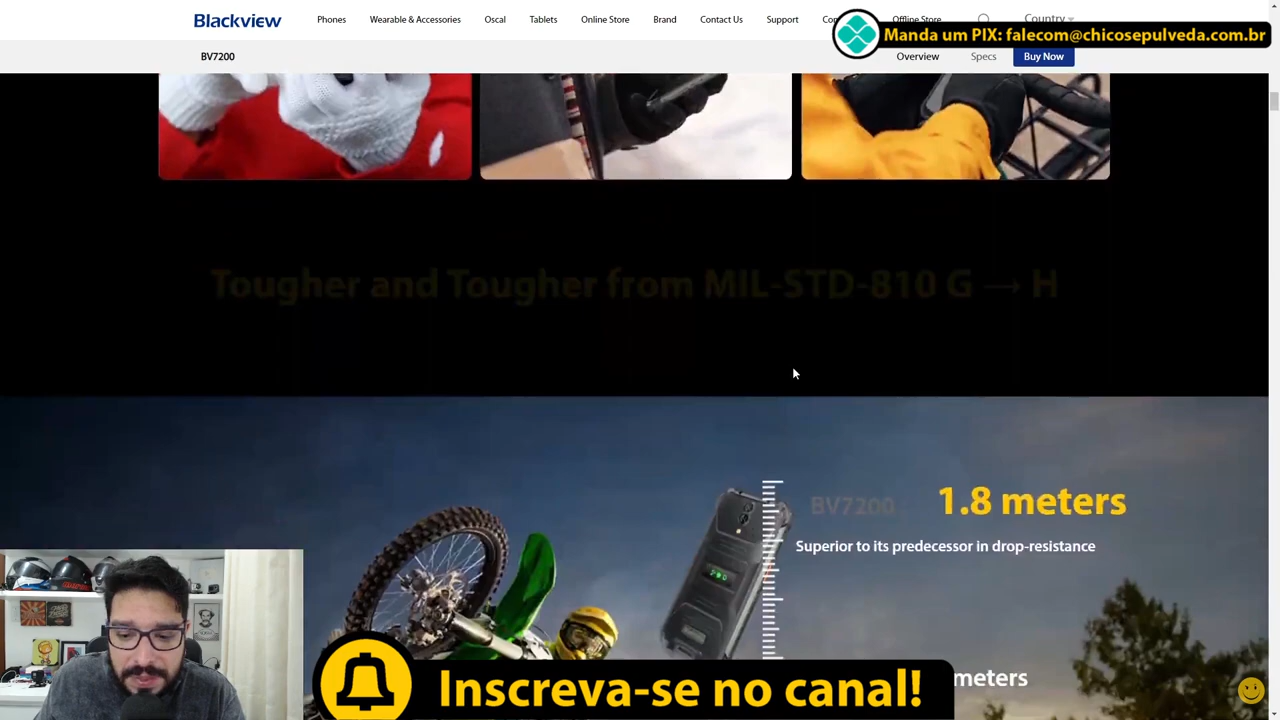 Blackview
Phones
Wearable & Accessories
Oscal
Tablets
Online Store
Brand
Contact Us
Support
Offline Store
Country
Manda um PIX: falecom@chicosepulveda.com.br
BV7200
Overview
Specs
Buy Now
Tougher and Tougher from MIL-STD-810 G → H
BV7200 :
1.8 meters
Superior to its predecessor in drop-resistance
meters
Inscreva-se no canal!